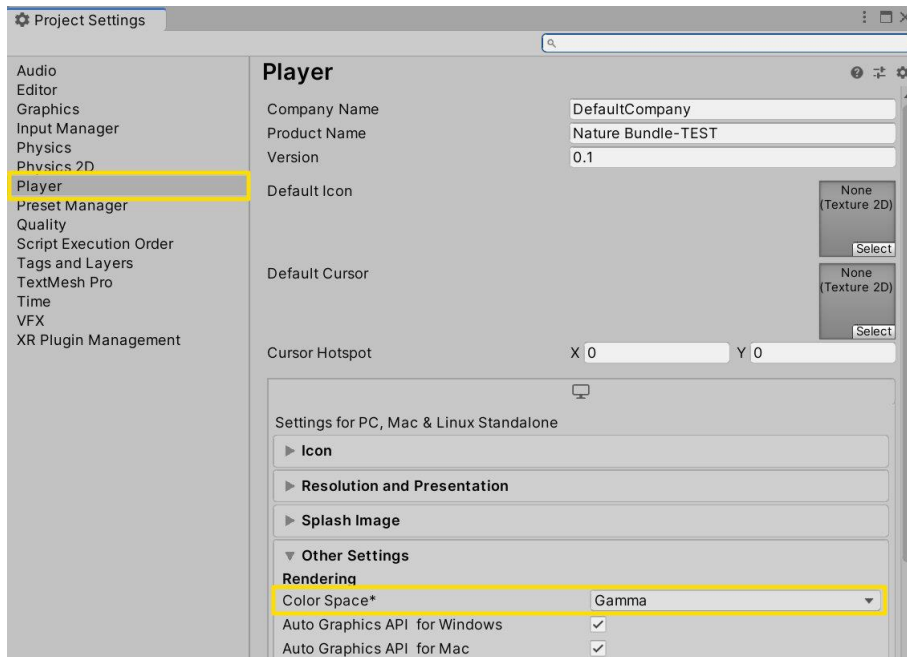 Project Settings
Audio
Editor
Graphics
Input Manager
Physics
Physics 2D
Player
Preset Manager
Quality
Script Execution Order
Tags and Layers
TextMesh Pro
Time
VFX
XR Plugin Management
Player
Company Name DefaultCompany
Product Name Nature Bundle-TEST
Version 0.1
Default Icon
None
(Texture 2D)
Select
Default Cursor
None
(Texture 2D)
Select
Cursor Hotspot X 0 Y 0
Settings for PC, Mac & Linux Standalone
Icon
Resolution and Presentation
Splash Image
Other Settings
Rendering
Color Space* Gamma
Auto Graphics API for Windows
Auto Graphics API for Mac